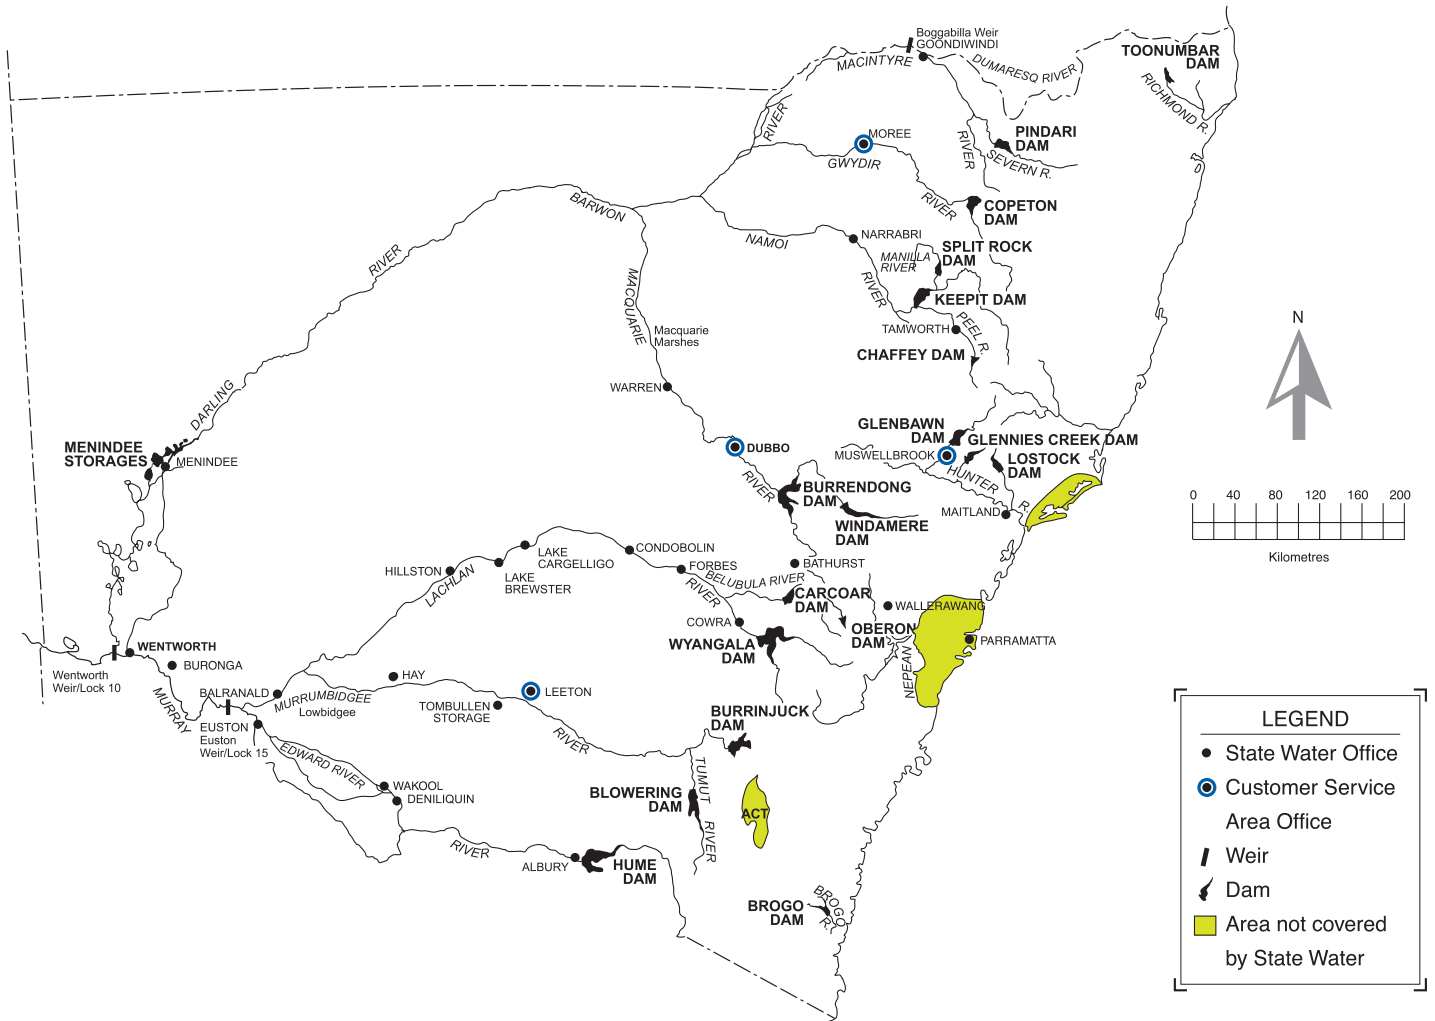 Boggabilla Weir
GOONDIWINDI
MACINTYRE
DUMARESQ RIVER
TOONUMBAR
DAM
RICHMOND R.
RIVER
MOREE
GWYDIR
RIVER
PINDARI
DAM
SEVERN R.
BARWON
RIVER
COPETON
DAM
NAMOI
NARRABRI
SPLIT ROCK
DAM
MANILLA
RIVER
RIVER
MACQUARIE
RIVER
KEEPIT DAM
N
Macquarie
Marshes
TAMWORTH
PEEL R.
CHAFFEY DAM
WARREN
DARLING
GLENBAWN
DAM
GLENNIES CREEK DAM
MENINDEE
STORAGES
MENINDEE
DUBBO
MUSWELLBROOK
LOSTOCK
DAM
HUNTER
R.
RIVER
BURRENDONG
DAM
MAITLAND
WINDAMERE
DAM
0 40 80 120 160 200
Kilometres
CONDOBOLIN
LAKE
CARGELLIGO
HILLSTON
LAKE
BREWSTER
LACHLAN
FORBES
BATHURST
BELUBULA RIVER
RIVER
CARCOAR
DAM
WALLERAWANG
COWRA
OBERON
DAM
WYANGALA
DAM
NEPEAN
PARRAMATTA
WENTWORTH
Wentworth
Weir/Lock 10
BURONGA
MURRAY
BALRANALD
HAY
MURRUMBIDGEE
Lowbidgee
LEETON
TOMBULLEN
STORAGE
EUSTON
Euston
Weir/Lock 15
EDWARD RIVER
RIVER
BURRINJUCK
DAM
WAKOOL
DENILIQUIN
TUMUT
RIVER
BLOWERING
DAM
ACT
RIVER
ALBURY
HUME
DAM
BROGO
DAM
BROGO
R.
LEGEND
State Water Office
Customer Service
Area Office
Weir
Dam
Area not covered
by State Water